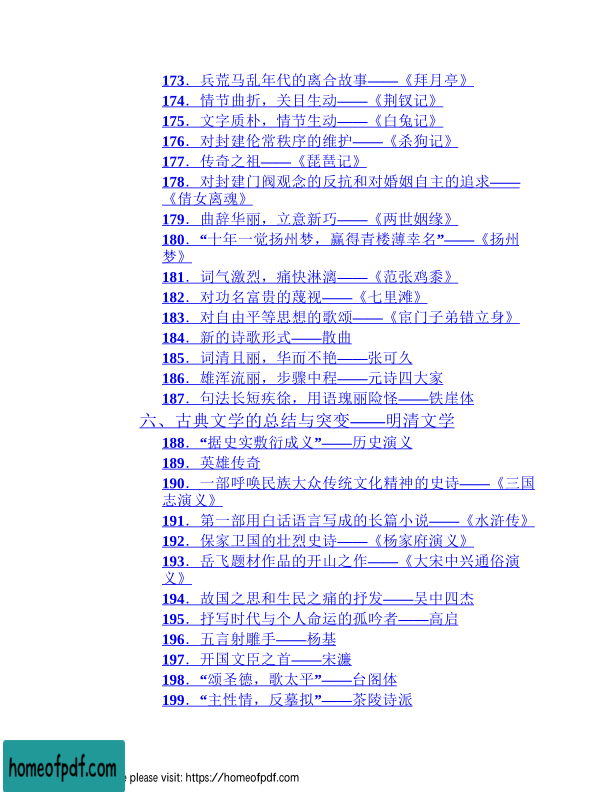 173．兵荒马乱年代的离合故事——《拜月亭》
174．情节曲折，关目生动——《荆钗记》
175．文字质朴，情节生动——《白兔记》
176．对封建伦常秩序的维护——《杀狗记》
177．传奇之祖——《琵琶记》
178．对封建门阀观念的反抗和对婚姻自主的追求——
《倩女离魂》
179．曲辞华丽，立意新巧——《两世姻缘》
180．“十年一觉扬州梦，赢得青楼薄幸名”——《扬州
梦》
181．词气激烈，痛快淋漓——《范张鸡黍》
182．对功名富贵的蔑视——《七里滩》
183．对自由平等思想的歌颂——《宦门子弟错立身》
184．新的诗歌形式——散曲
185．词清且丽，华而不艳——张可久
186．雄浑流丽，步骤中程——元诗四大家
187．句法长短疾徐，用语瑰丽险怪——铁崖体
六、古典文学的总结与突变——明清文学
188．“据史实敷衍成义”——历史演义
189．英雄传奇
190．一部呼唤民族大众传统文化精神的史诗——《三国
志演义》
191．第一部用白话语言写成的长篇小说——《水浒传》
192．保家卫国的壮烈史诗——《杨家府演义》
193．岳飞题材作品的开山之作——《大宋中兴通俗演
义》
194．故国之思和生民之痛的抒发——吴中四杰
195．抒写时代与个人命运的孤吟者——高启
196．五言射雕手——杨基
197．开国文臣之首——宋濂
198．“颂圣德，歌太平”——台阁体
199．“主性情，反摹拟”——茶陵诗派
homeofpdf.com
e please visit: https://homeofpdf.com